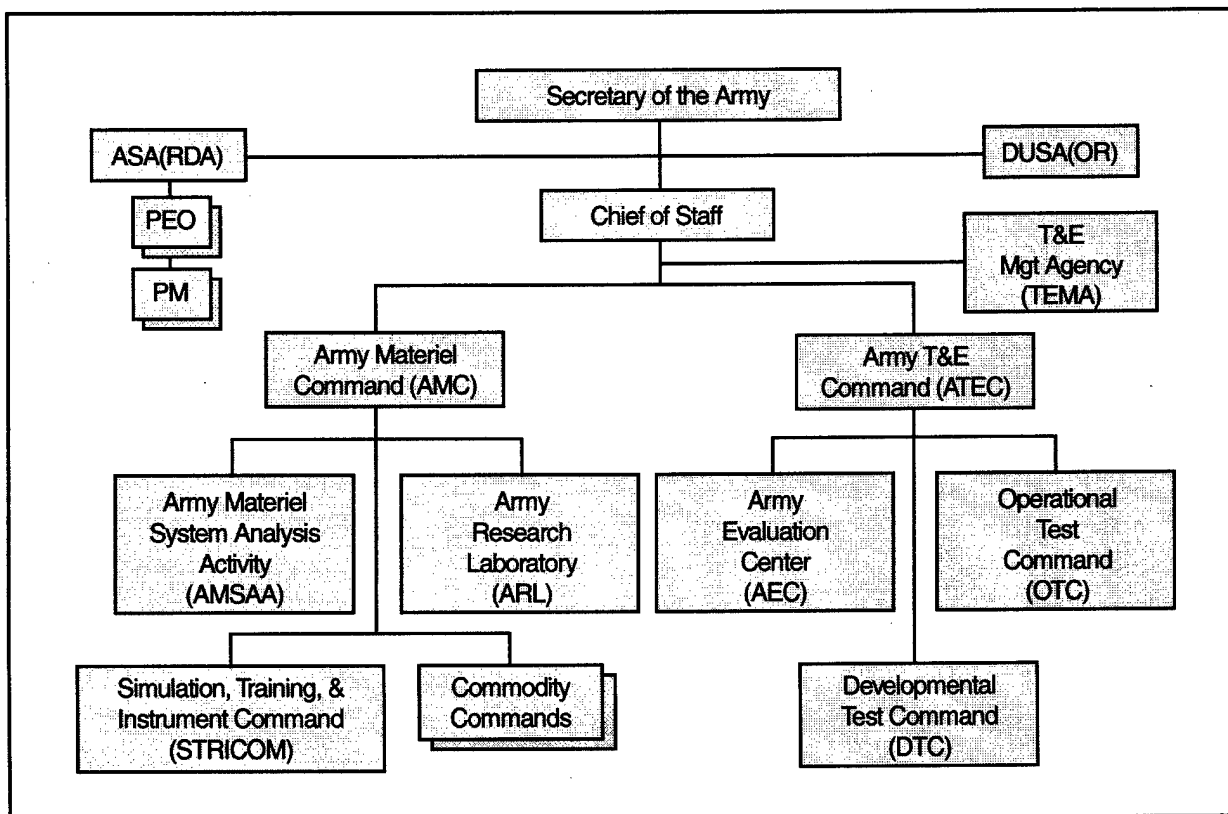 Secretary of the Army
ASA(RDA)
DUSA(OR)
PEO
Chief of Staff
PM
T&E
Mgt Agency
(TEMA)
Army Materiel
Command (AMC)
Army T&E
Command (ATEC)
Army Materiel
System Analysis
Activity
(AMSAA)
Army
Research
Laboratory
(ARL)
Army
Evaluation
Center
(AEC)
Operational
Test
Command
(OTC)
Simulation, Training, &
Instrument Command
(STRICOM)
Commodity
Commands
Developmental
Test Command
(DTC)